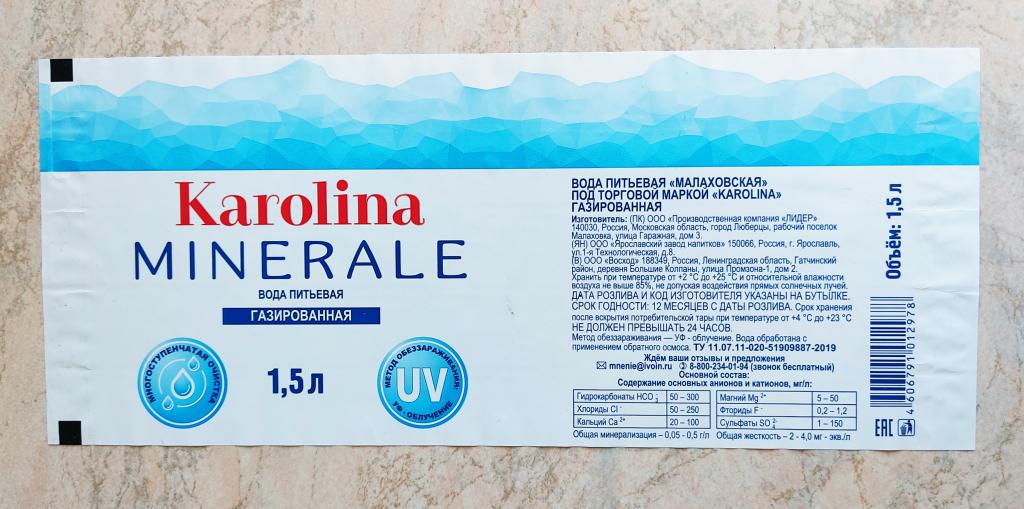 Karolina
MINERALE
ВОДА ПИТЬЕВАЯ
ГАЗИРОВАННАЯ
МНОГОСТУПЕНЧАТАЯ ОЧИСТКА
1,5 л
МЕТОД ОБЕЗЗАРАЖИВАНИЯ:
UV
УФ - ОБЛУЧЕНИЕ
ВОДА ПИТЬЕВАЯ «МАЛАХОВСКАЯ»
ПОД ТОРГОВОЙ МАРКОЙ «KAROLINA»
ГАЗИРОВАННАЯ
Изготовитель: (ПК) ООО «Производственная компания «ЛИДЕР»
140030, Россия, Московская область, город Люберцы, рабочий поселок
Малаховка, улица Гаражная, дом 3.
(ЯН) ООО «Ярославский завод напитков» 150066, Россия, г. Ярославль,
ул.1-я Технологическая, д.8.
(В) ООО «Восход» 188349, Россия, Ленинградская область, Гатчинский
район, деревня Большие Колпаны, улица Промзона-1, дом 2.
Хранить при температуре от +2 °С до +25 °С и относительной влажности
воздуха не выше 85%, не допуская воздействия прямых солнечных лучей.
ДАТА РОЗЛИВА И КОД ИЗГОТОВИТЕЛЯ УКАЗАНЫ НА БУТЫЛКЕ.
СРОК ГОДНОСТИ: 12 МЕСЯЦЕВ С ДАТЫ РОЗЛИВА. Срок хранения
после вскрытия потребительской тары при температуре от +4 °С до +23 °С
НЕ ДОЛЖЕН ПРЕВЫШАТЬ 24 ЧАСОВ.
Метод обеззараживания — УФ - облучение. Вода обработана с
применением обратного осмоса. ТУ 11.07.11-020-51909887-2019
Ждём ваши отзывы и предложения
mnenie@ivoin.ru 8-800-234-01-94 (звонок бесплатный)
Основной состав:
Содержание основных анионов и катионов, мг/л:
Гидрокарбонаты HCO₃⁻ 50 – 300 Магний Mg²⁺ 5 – 50
Хлориды Cl⁻ 50 – 250 Фториды F⁻ 0,2 – 1,2
Кальций Ca²⁺ 20 – 100 Сульфаты SO₄²⁻ 1 – 150
Общая минерализация – 0,05 - 0,5 г/л Общая жесткость – 2 - 4,0 мг - экв./л
Объём: 1,5 л
4 606791 012978
EAC